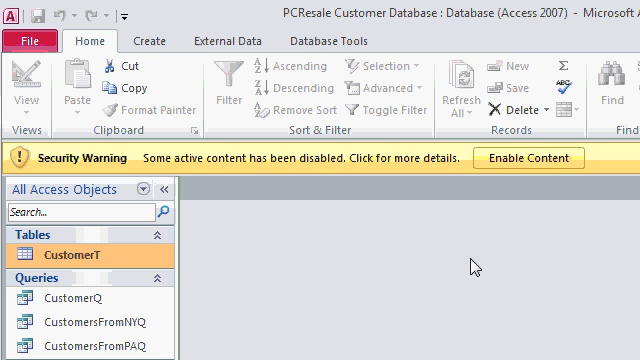 PCResale Customer Database : Database (Access 2007) - Microsoft A
File Home Create External Data Database Tools
View
Views
Paste
Cut
Copy
Format Painter
Clipboard
Filter
Ascending
Descending
Remove Sort
Selection
Advanced
Toggle Filter
Sort & Filter
Refresh
All
New
Save
Delete
Records
Find
Find
Security Warning Some active content has been disabled. Click for more details. Enable Content
All Access Objects
Search...
Tables
CustomerT
Queries
CustomerQ
CustomersFromNYQ
CustomersFromPAQ